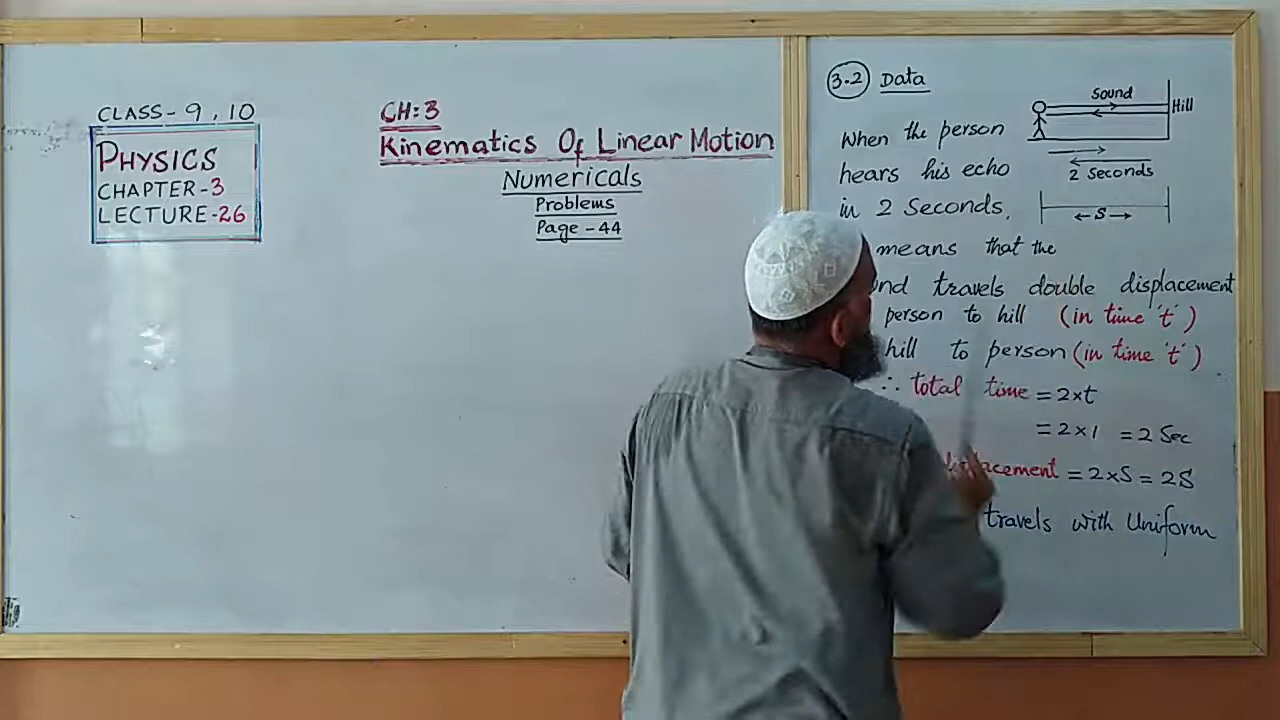 CLASS-9,10
PHYSICS
CHAPTER-3
LECTURE-26
CH:3
Kinematics Of Linear Motion
Numericals
Problems
Page-44
3.2 Data
Sound
Hill
2 Seconds
← S →
When the person
hears his echo
in 2 Seconds,
means that the
travels double displacement
person to hill (in time 't')
hill to person (in time 't')
∴ total time = 2×t
= 2×1 = 2 Sec
= 2×S = 2S
travels with Uniform